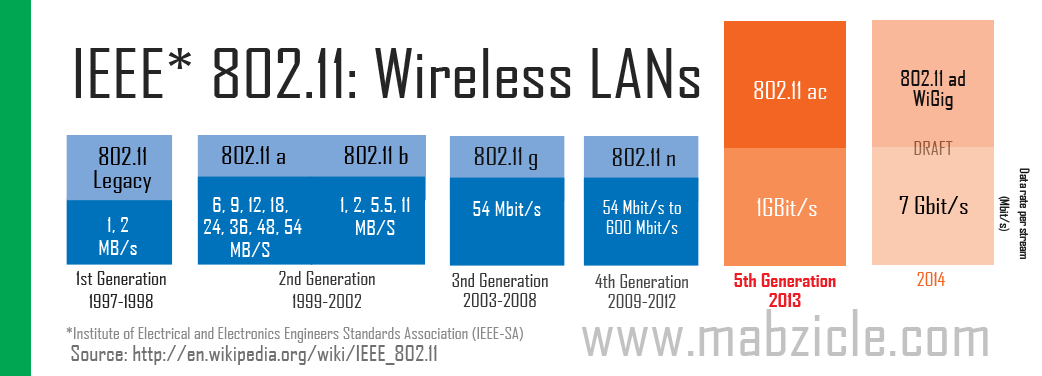 IEEE* 802.11: Wireless LANs
802.11
Legacy
1, 2
MB/s
1st Generation
1997-1998
802.11 a
6, 9, 12, 18,
24, 36, 48, 54
MB/S
802.11 b
1, 2, 5.5, 11
MB/S
2nd Generation
1999-2002
802.11 g
54 Mbit/s
3nd Generation
2003-2008
802.11 n
54 Mbit/s to
600 Mbit/s
4th Generation
2009-2012
802.11 ac
1GBit/s
5th Generation
2013
802.11 ad
WiGig
DRAFT
7 Gbit/s
2014
Data rate per stream
(Mbit/s)
*Institute of Electrical and Electronics Engineers Standards Association (IEEE-SA)
Source: http://en.wikipedia.org/wiki/IEEE_802.11
www.mabzicle.com